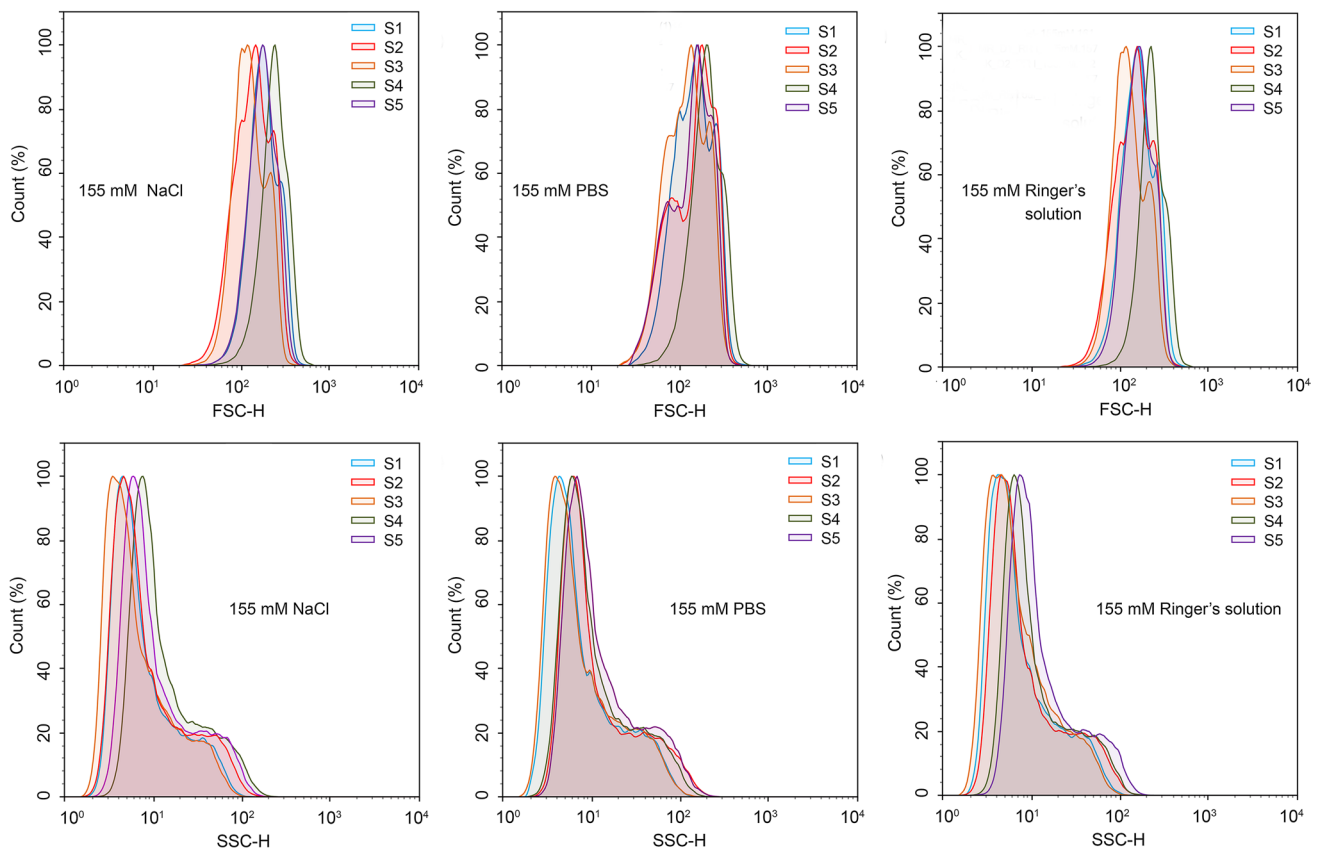 S1
S2
S3
S4
S5
100
80
60
40
20
0
Count (%)
155 mM NaCl
10⁰
10¹
10²
10³
10⁴
FSC-H
S1
S2
S3
S4
S5
100
80
60
40
20
0
Count (%)
155 mM PBS
10⁰
10¹
10²
10³
10⁴
FSC-H
S1
S2
S3
S4
S5
100
80
60
40
20
0
Count (%)
155 mM Ringer's
solution
10⁰
10¹
10²
10³
10⁴
FSC-H
S1
S2
S3
S4
S5
100
80
60
40
20
0
Count (%)
155 mM NaCl
10⁰
10¹
10²
10³
10⁴
SSC-H
S1
S2
S3
S4
S5
100
80
60
40
20
0
Count (%)
155 mM PBS
10⁰
10¹
10²
10³
10⁴
SSC-H
S1
S2
S3
S4
S5
100
80
60
40
20
0
Count (%)
155 mM Ringer's solution
10⁰
10¹
10²
10³
10⁴
SSC-H